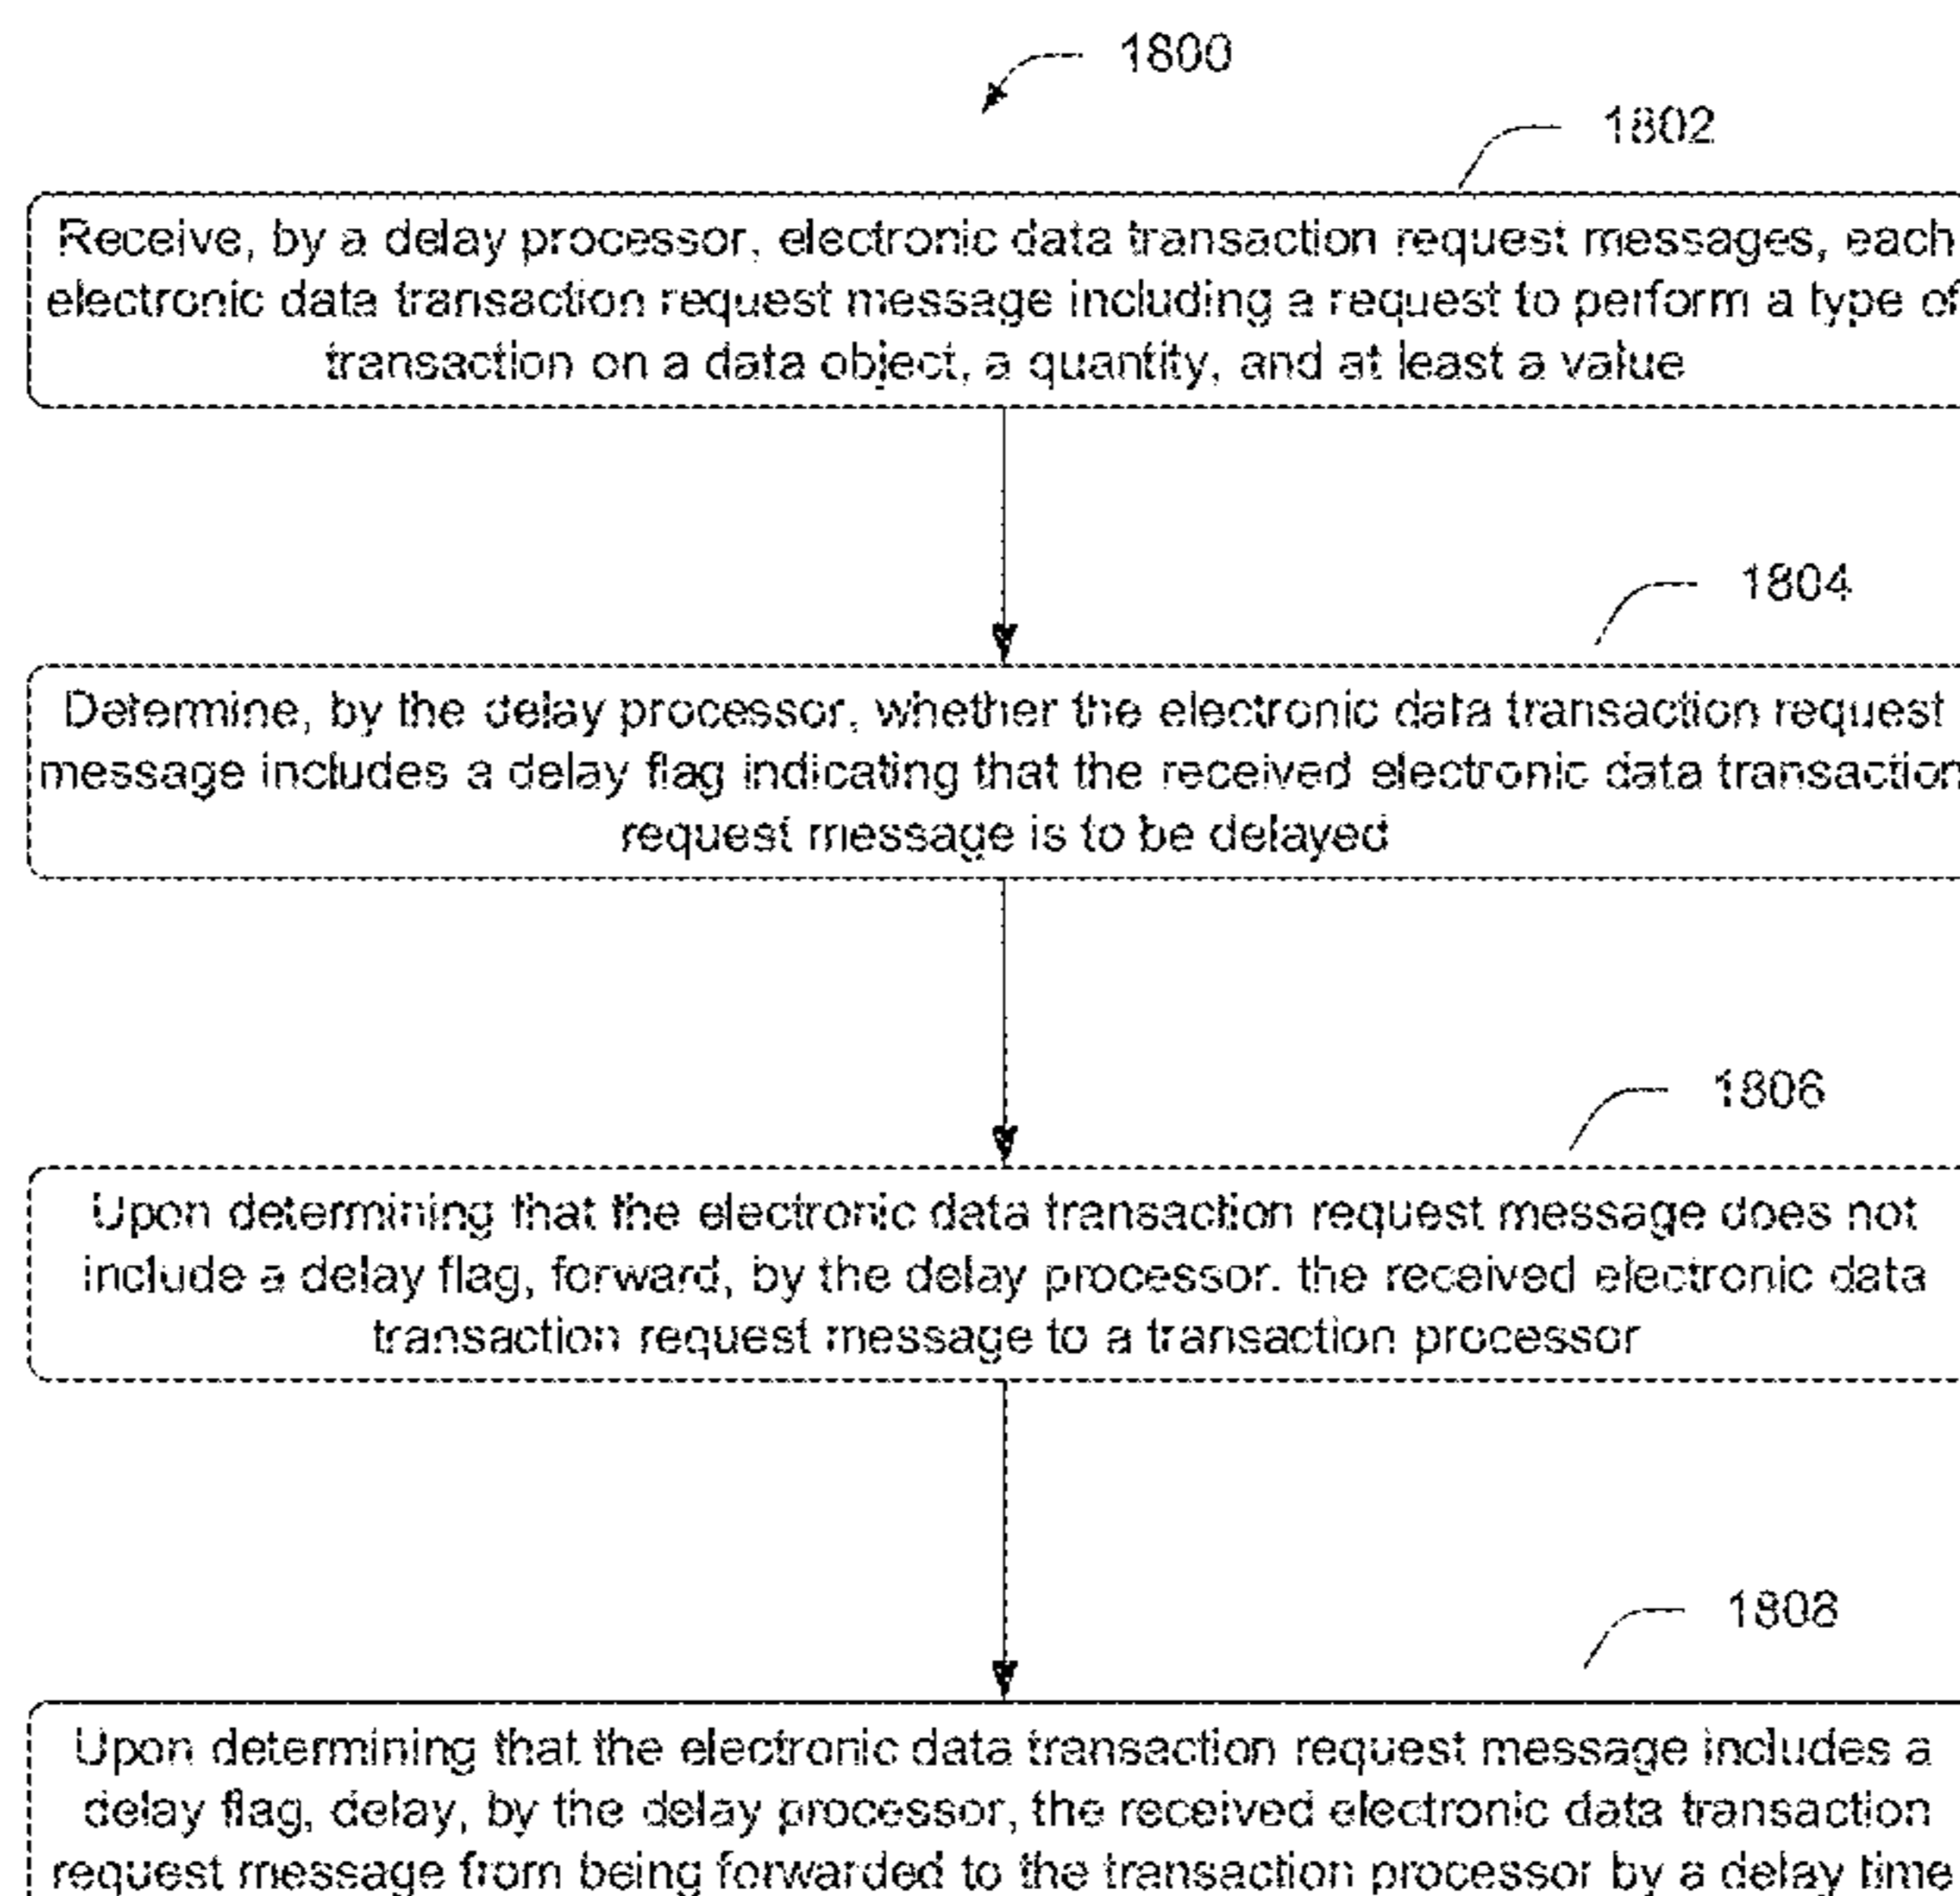 1800
1802
Receive, by a delay processor, electronic data transaction request messages, each
electronic data transaction request message including a request to perform a type of
transaction on a data object, a quantity, and at least a value
1804
Determine, by the delay processor, whether the electronic data transaction request
message includes a delay flag indicating that the received electronic data transaction
request message is to be delayed
1806
Upon determining that the electronic data transaction request message does not
include a delay flag, forward, by the delay processor, the received electronic data
transaction request message to a transaction processor
1808
Upon determining that the electronic data transaction request message includes a
delay flag, delay, by the delay processor, the received electronic data transaction
request message from being forwarded to the transaction processor by a delay time